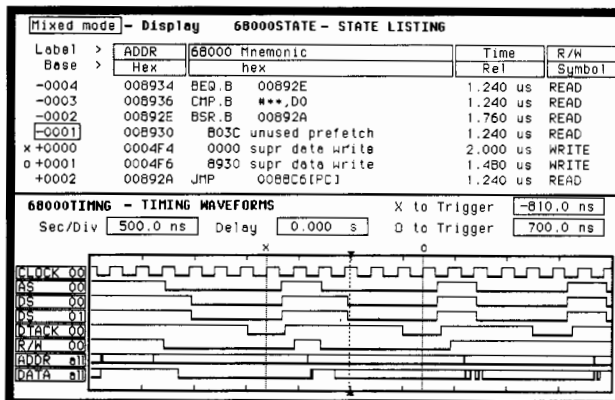 Mixed mode - Display 68000STATE - STATE LISTING
Label > ADDR 68000 Mnemonic Time R/W
Base > Hex hex Rel Symbol
-0004 008934 BEQ.B 00892E 1.240 us READ
-0003 008936 CMP.B #**,D0 1.240 us READ
-0002 00892E BSR.B 00892A 1.760 us READ
-0001 008930 B03C unused prefetch 1.240 us READ
x +0000 0004F4 0000 supr data write 2.000 us WRITE
o +0001 0004F6 8930 supr data write 1.480 us WRITE
+0002 00892A JMP 0088C6[PC] 1.240 us READ
68000TIMNG - TIMING WAVEFORMS X to Trigger -810.0 ns
Sec/Div 500.0 ns Delay 0.000 s O to Trigger 700.0 ns
X O
CLOCK 00
AS 00
DS 00
DS 01
DTACK 00
R/W 00
ADDR all
DATA all